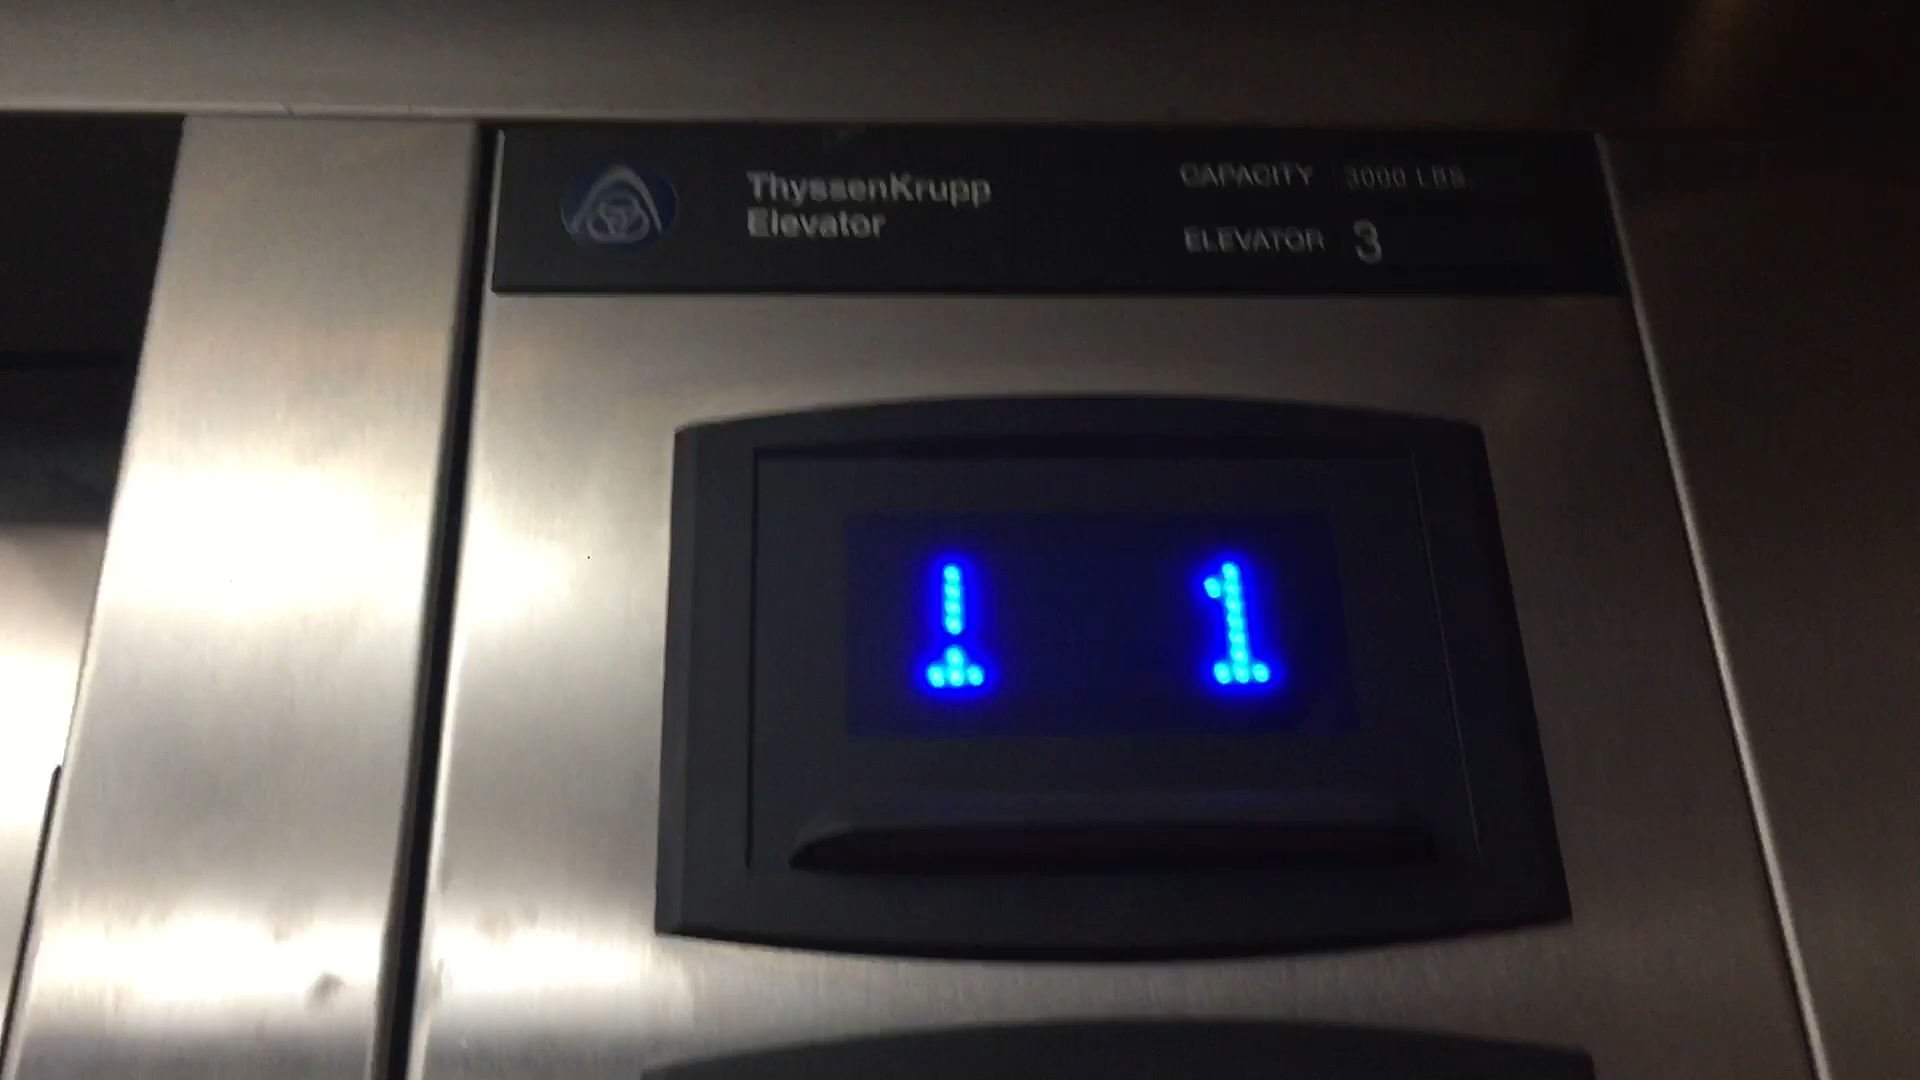 ThyssenKrupp
Elevator
CAPACITY 3000 LBS.
ELEVATOR 3
1